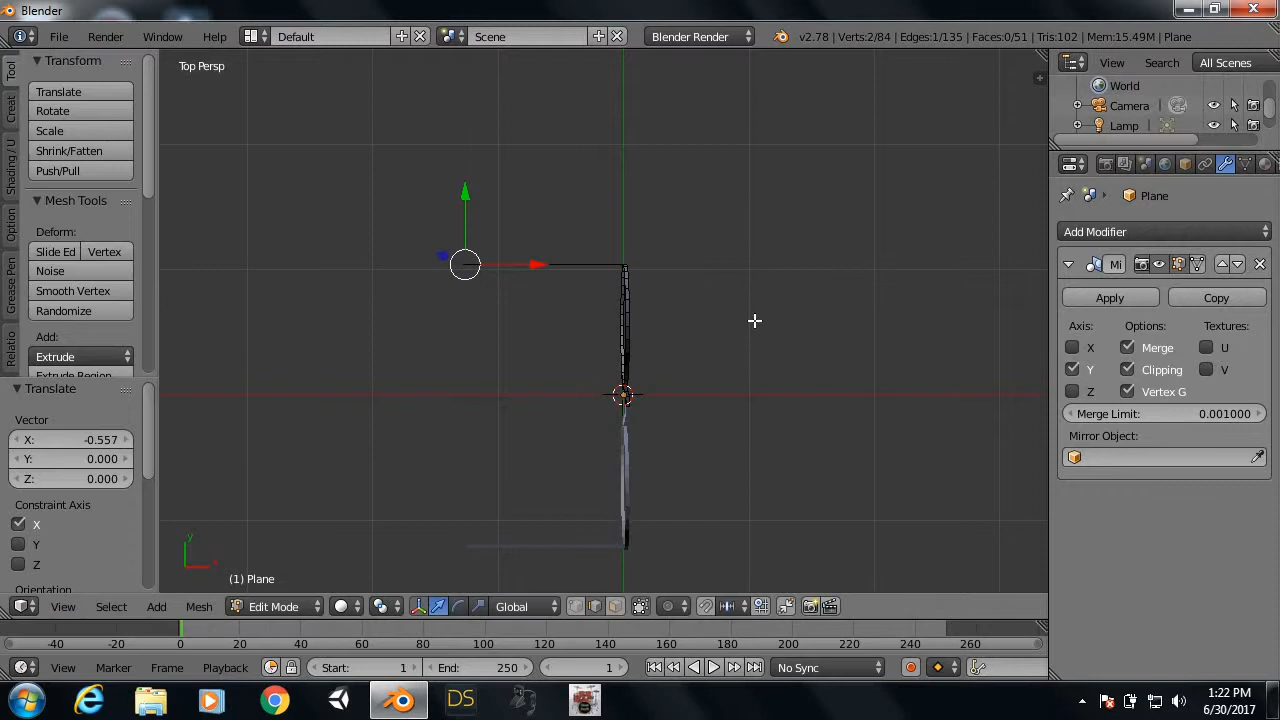 Blender
File Render Window Help Default Scene Blender Render v2.78 | Verts:2/84 | Edges:1/135 | Faces:0/51 | Tris:102 | Mem:15.49M | Plane
Transform
Translate
Rotate
Scale
Shrink/Fatten
Push/Pull
Mesh Tools
Deform:
Slide Ed Vertex
Noise
Smooth Vertex
Randomize
Add:
Extrude
Extrude Region
Tool
Creat
Shading / U
Option
Grease Pen
Relatio
Translate
Vector
X: -0.557
Y: 0.000
Z: 0.000
Constraint Axis
X
Y
Z
Orientation
Top Persp
y
(1) Plane
View Search All Scenes
World
Camera
Lamp
Plane
Add Modifier
Mi
Apply Copy
Axis: Options: Textures:
X Merge U
Y Clipping V
Z Vertex G
Merge Limit: 0.001000
Mirror Object:
View Select Add Mesh Edit Mode Global
-40 -20 0 20 40 60 80 100 120 140 160 180 200 220 240 260
View Marker Frame Playback Start: 1 End: 250 1 No Sync
DS
1:22 PM
6/30/2017